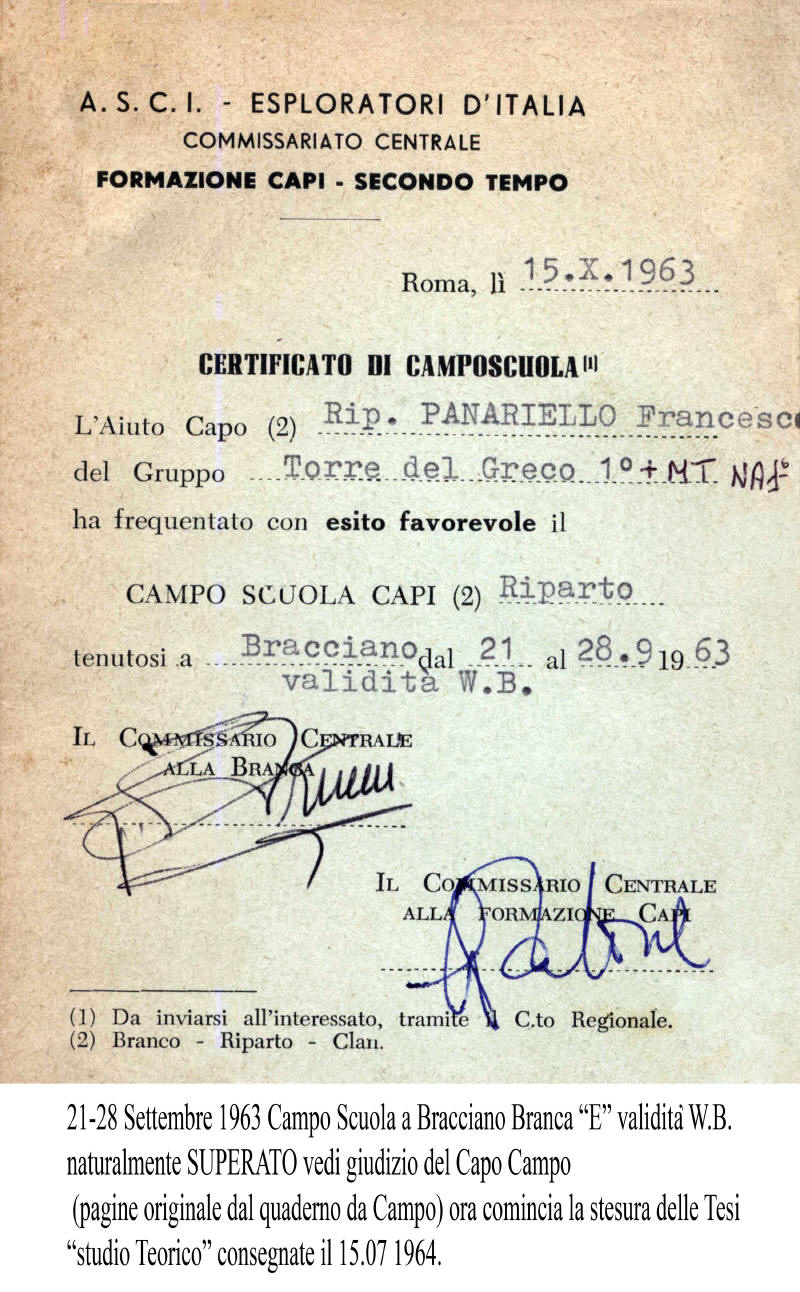 A. S. C. I. - ESPLORATORI D'ITALIA
COMMISSARIATO CENTRALE
FORMAZIONE CAPI - SECONDO TEMPO
Roma, lì 15.X.1963
CERTIFICATO DI CAMPOSCUOLA (1)
L'Aiuto Capo (2) Rip. PANARIELLO Francesco
del Gruppo Torre del Greco 1° + MT NA1°
ha frequentato con esito favorevole il
CAMPO SCUOLA CAPI (2) Riparto
tenutosi a Bracciano dal 21 al 28.9 1963
validità W.B.
IL COMMISSARIO CENTRALE
ALLA BRANCA
IL COMMISSARIO CENTRALE
ALLA FORMAZIONE CAPI
(1) Da inviarsi all'interessato, tramite il C.to Regionale.
(2) Branco - Riparto - Clan.
21-28 Settembre 1963 Campo Scuola a Bracciano Branca “E” validità W.B.
naturalmente SUPERATO vedi giudizio del Capo Campo
(pagine originale dal quaderno da Campo) ora comincia la stesura delle Tesi
“studio Teorico” consegnate il 15.07 1964.